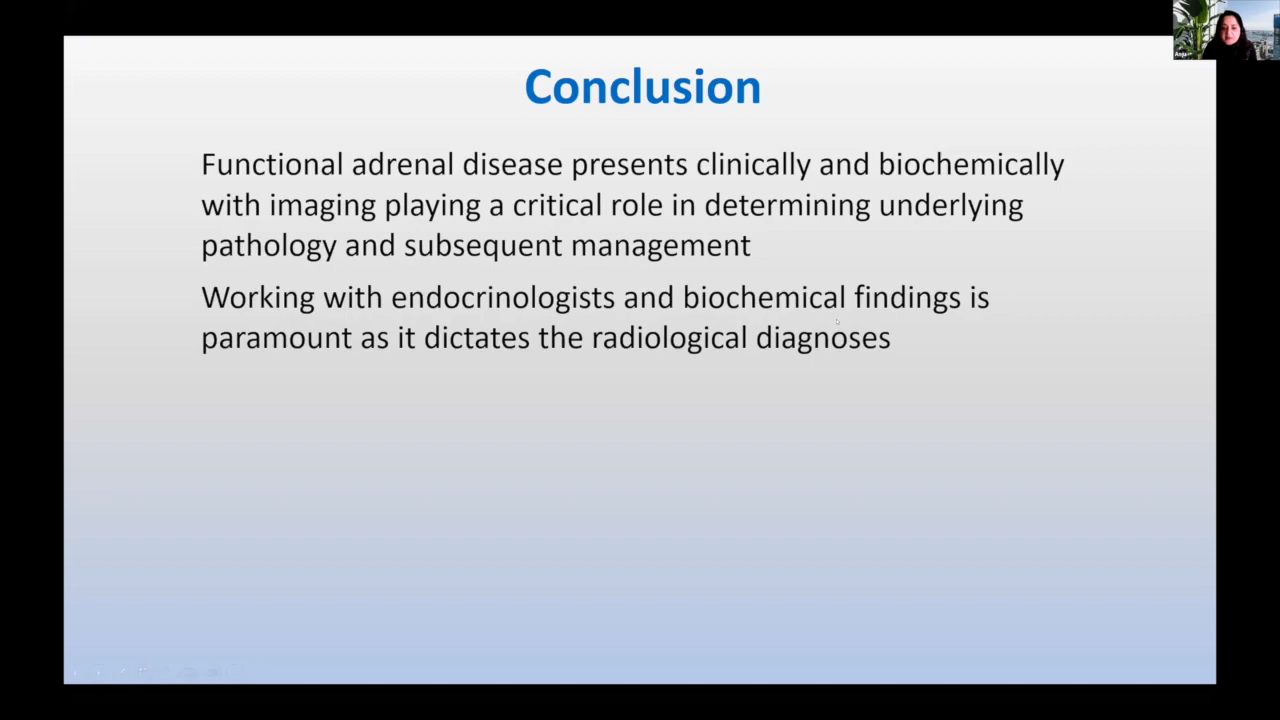 Conclusion
Functional adrenal disease presents clinically and biochemically
with imaging playing a critical role in determining underlying
pathology and subsequent management
Working with endocrinologists and biochemical findings is
paramount as it dictates the radiological diagnoses
Anju